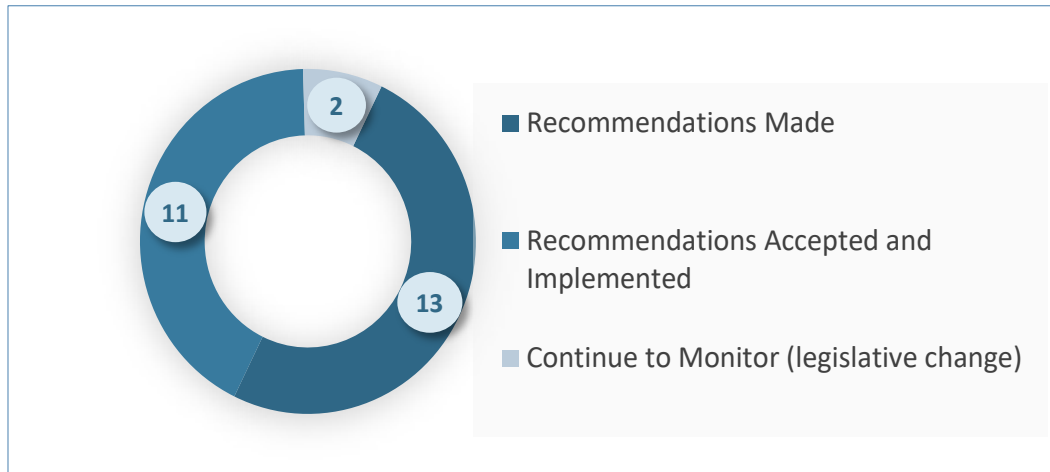 2
11
13
Recommendations Made
Recommendations Accepted and
Implemented
Continue to Monitor (legislative change)